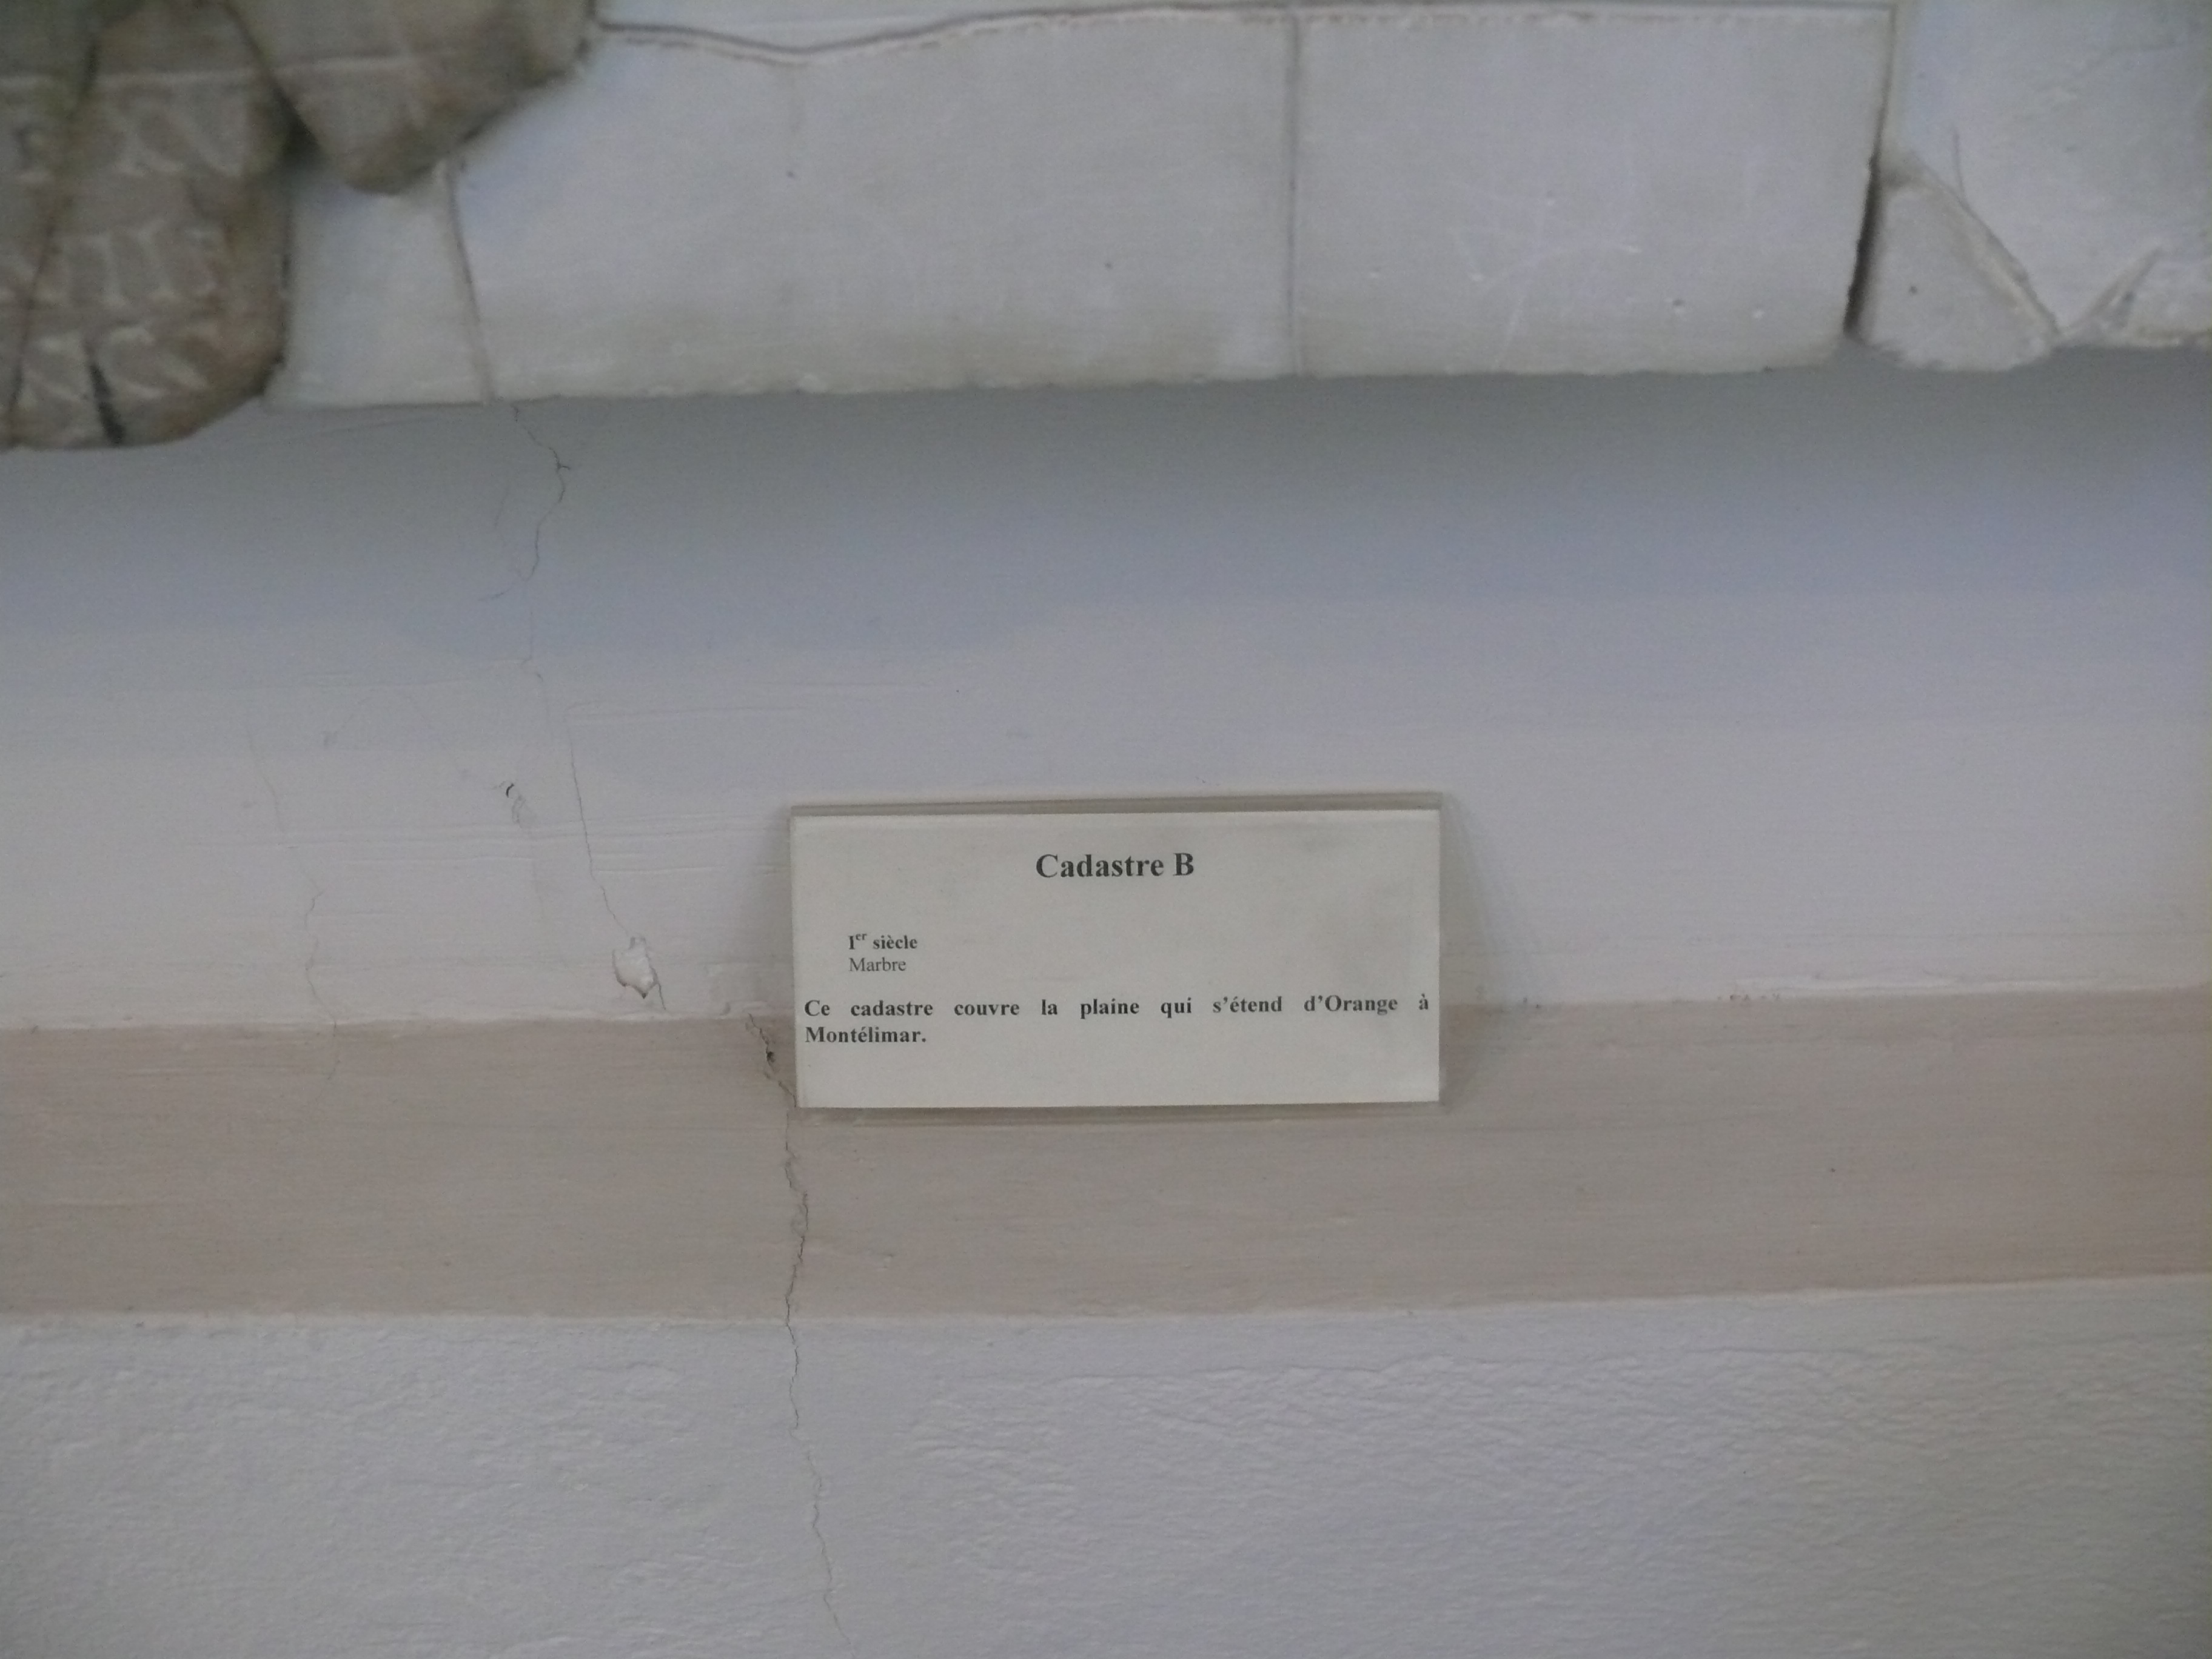 Cadastre B
Ier siècle
Marbre
Ce cadastre couvre la plaine qui s'étend d'Orange à
Montélimar.